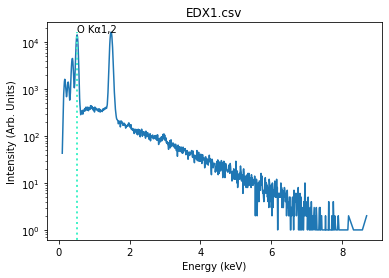 EDX1.csv
O Kα1,2
10⁴
10³
10²
10¹
10⁰
Intensity (Arb. Units)
0 2 4 6 8
Energy (keV)